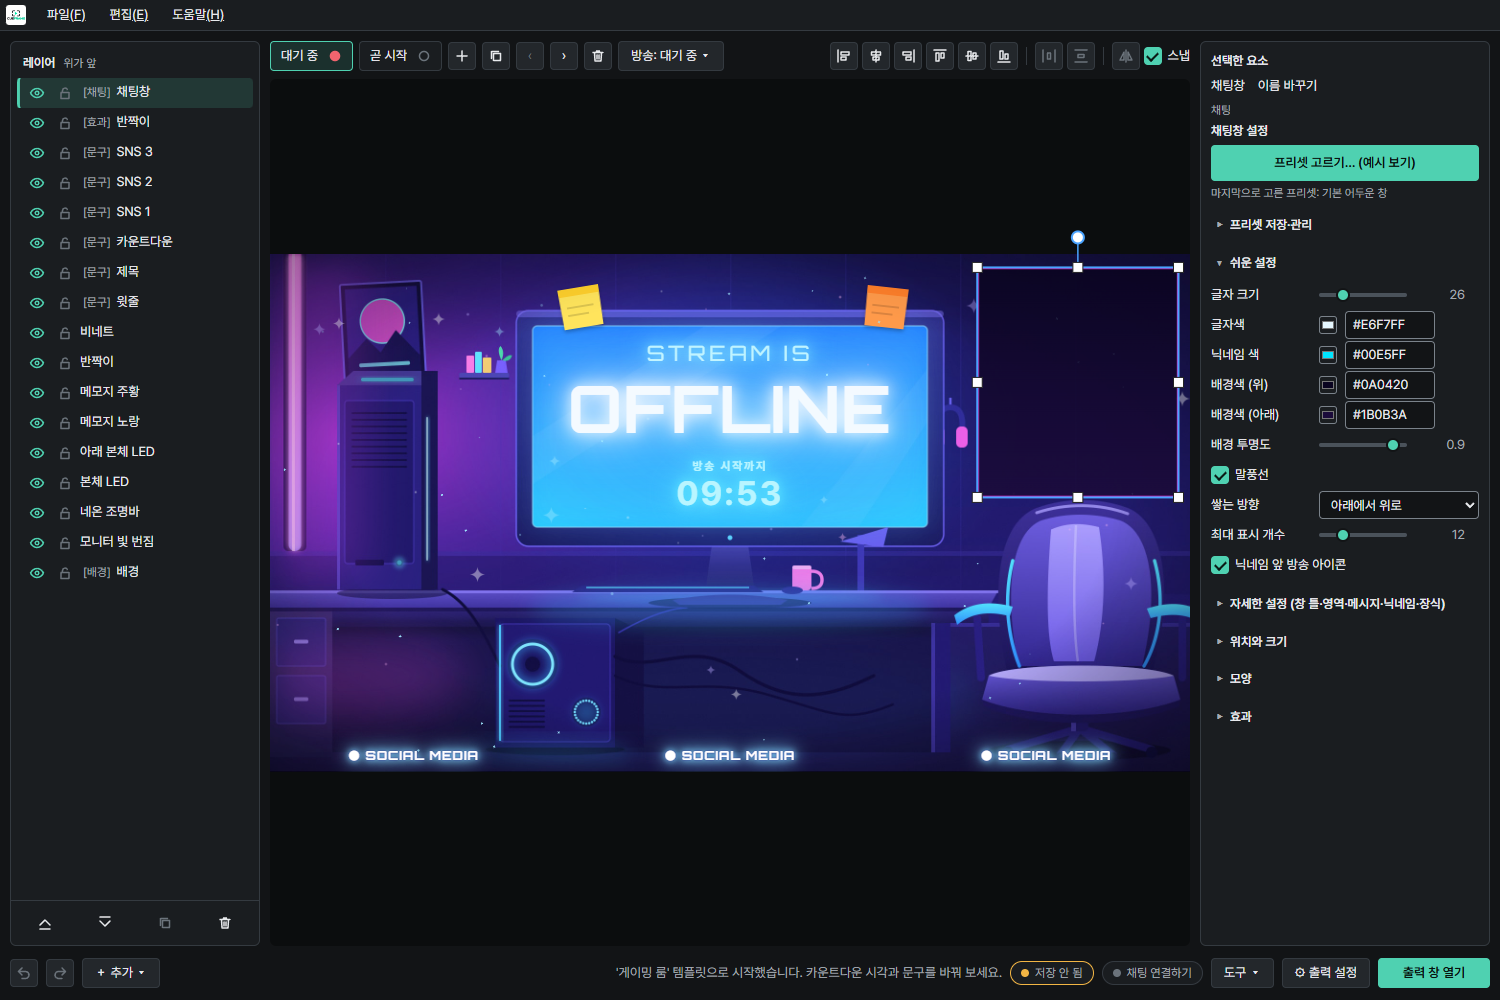 파일(F) 편집(E) 도움말(H)
레이어 위가 앞
[채팅] 채팅창
[효과] 반짝이
[문구] SNS 3
[문구] SNS 2
[문구] SNS 1
[문구] 카운트다운
[문구] 제목
[문구] 윗줄
비네트
반짝이
메모지 주황
메모지 노랑
아래 본체 LED
본체 LED
네온 조명바
모니터 빛 번짐
[배경] 배경
대기 중 곧 시작 방송: 대기 중 스냅
STREAM IS
OFFLINE
방송 시작까지
09:53
SOCIAL MEDIA SOCIAL MEDIA SOCIAL MEDIA
선택한 요소
채팅창 이름 바꾸기
채팅
채팅창 설정
프리셋 고르기... (예시 보기)
마지막으로 고른 프리셋: 기본 어두운 창
프리셋 저장·관리
쉬운 설정
글자 크기 26
글자색 #E6F7FF
닉네임 색 #00E5FF
배경색 (위) #0A0420
배경색 (아래) #1B0B3A
배경 투명도 0.9
말풍선
쌓는 방향 아래에서 위로
최대 표시 개수 12
닉네임 앞 방송 아이콘
자세한 설정 (창 틀·영역·메시지·닉네임·장식)
위치와 크기
모양
효과
+ 추가 '게이밍 룸' 템플릿으로 시작했습니다. 카운트다운 시각과 문구를 바꿔 보세요. 저장 안 됨 채팅 연결하기 도구 출력 설정 출력 창 열기